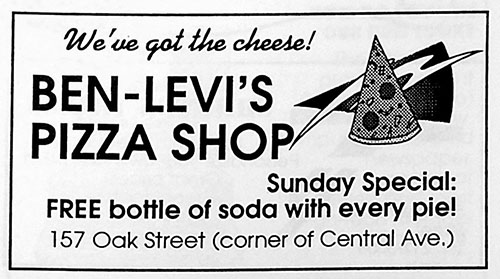 We've got the cheese!
BEN-LEVI'S
PIZZA SHOP
Sunday Special:
FREE bottle of soda with every pie!
157 Oak Street (corner of Central Ave.)